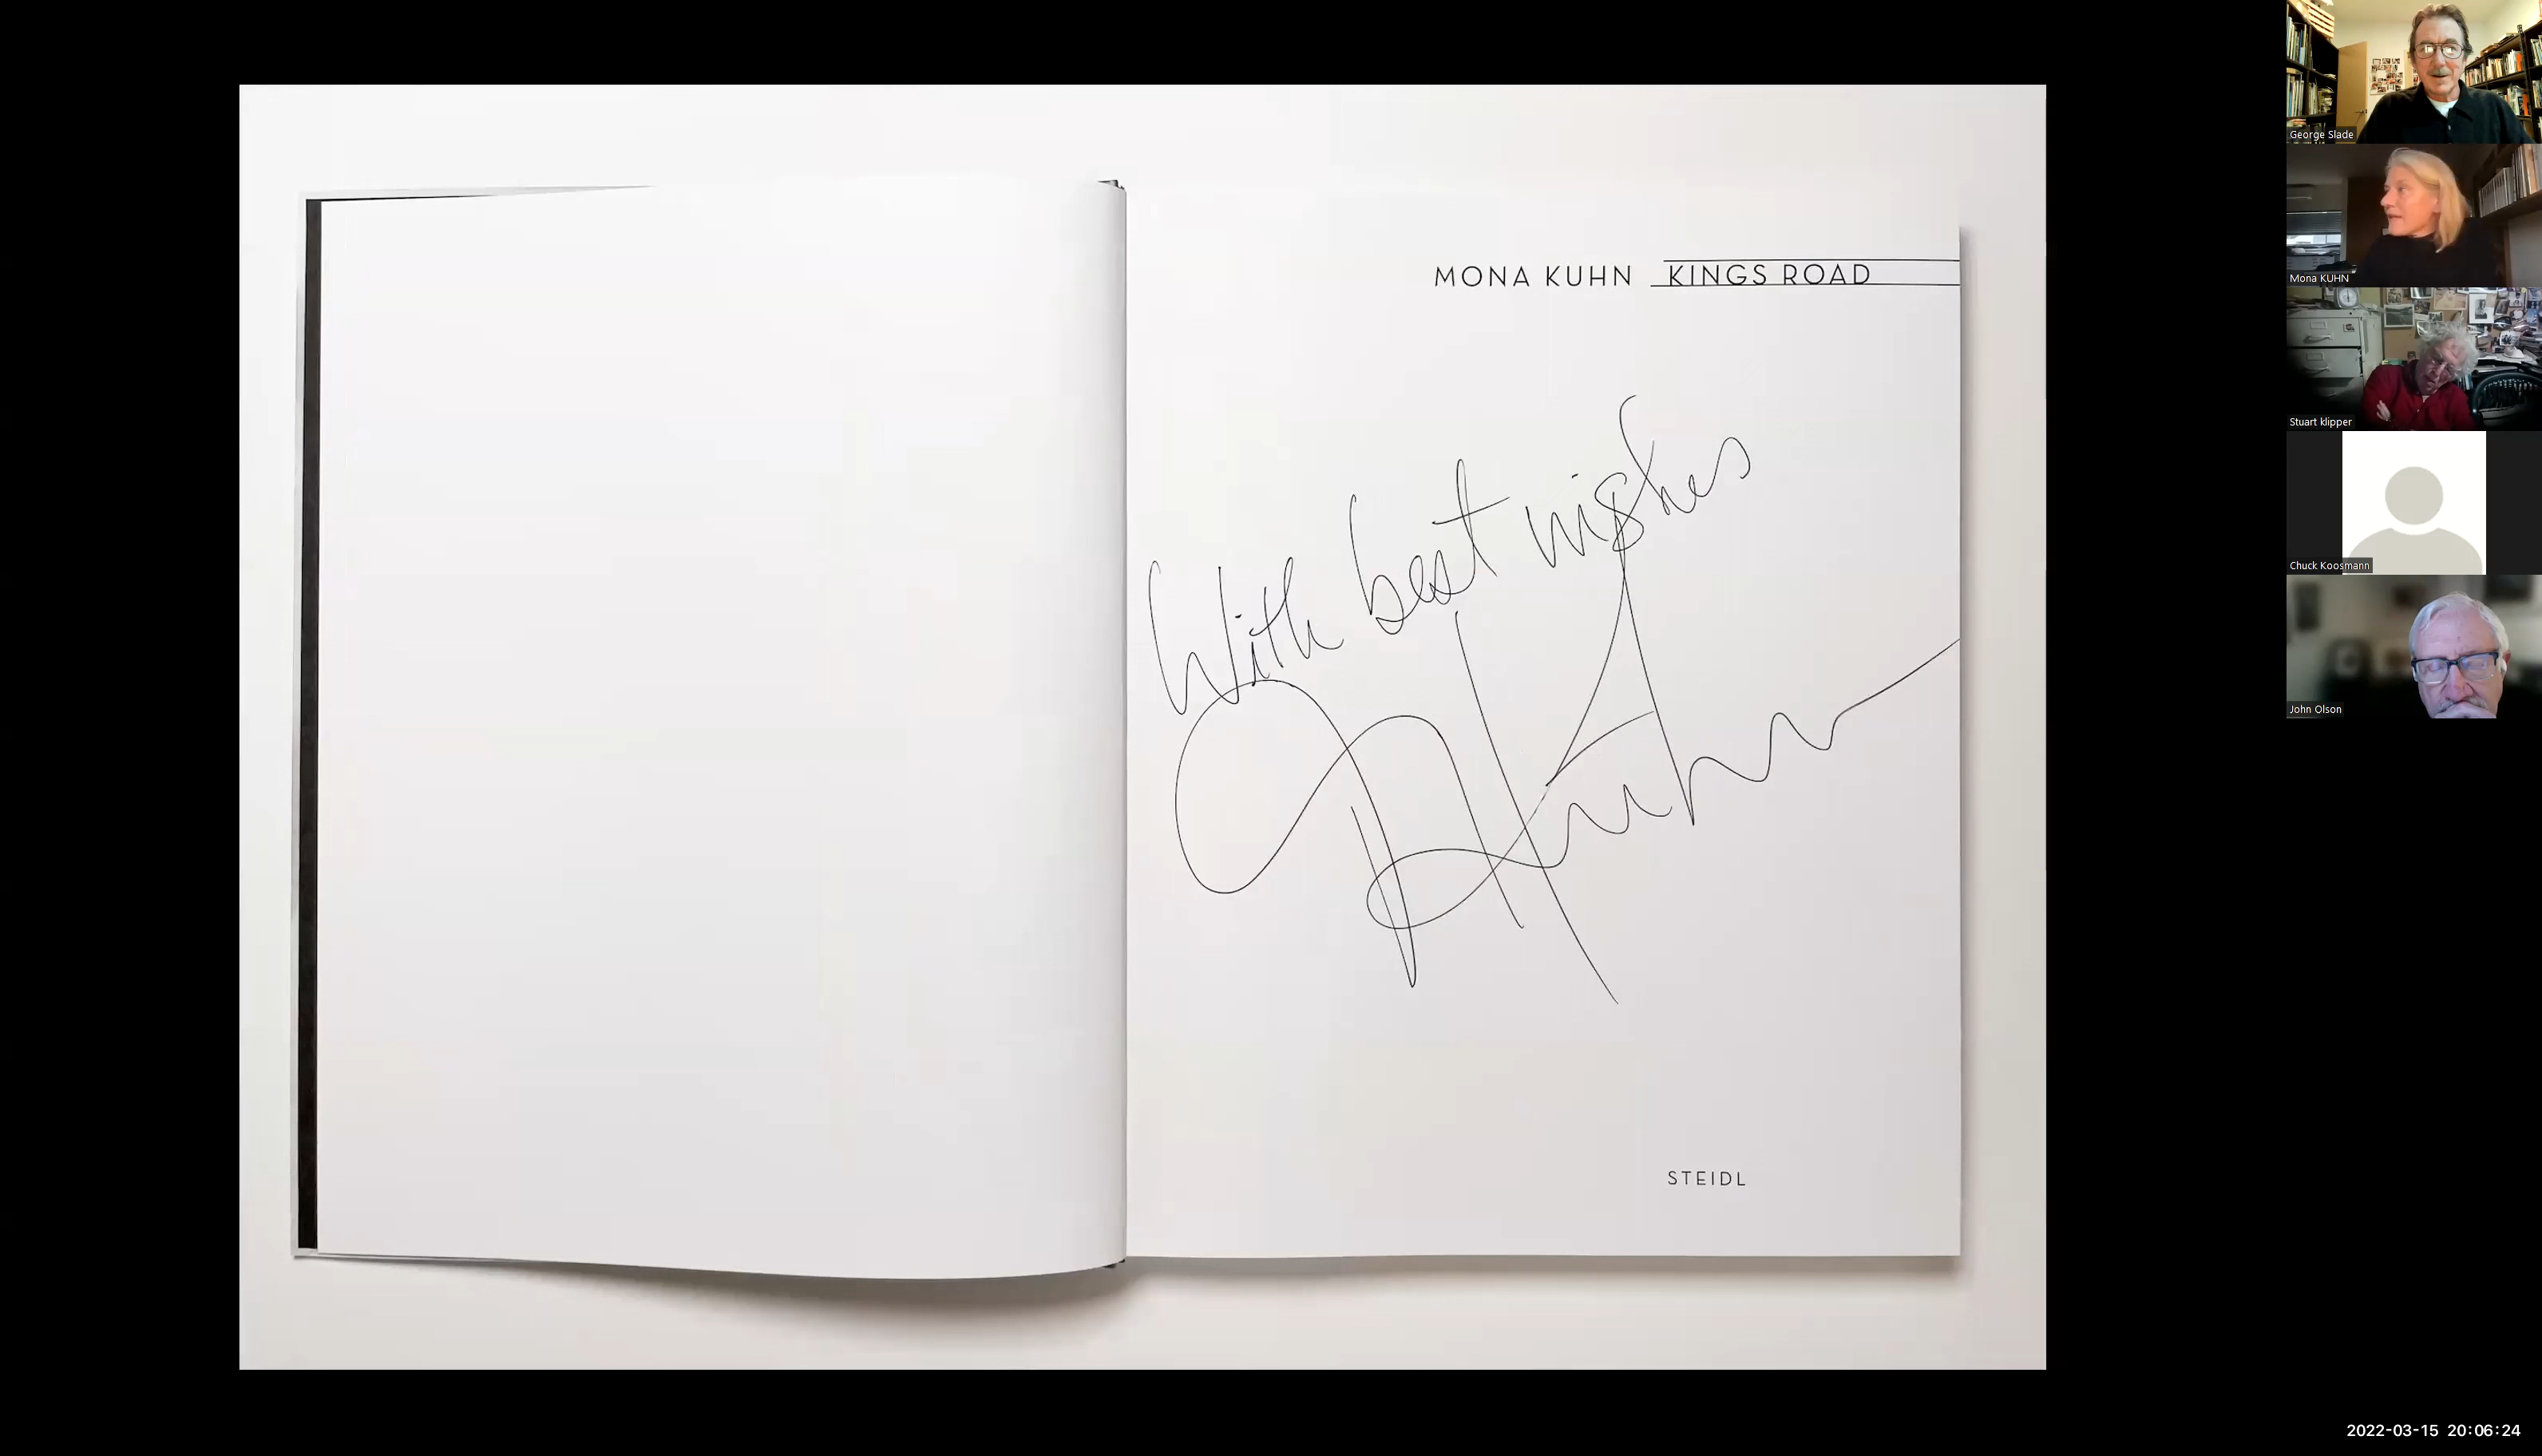 MONA KUHN KINGS ROAD
With best wishes
MKuhn
STEIDL
George Slade
Mona KUHN
Stuart klipper
Chuck Koosmann
John Olson
2022-03-15 20:06:24